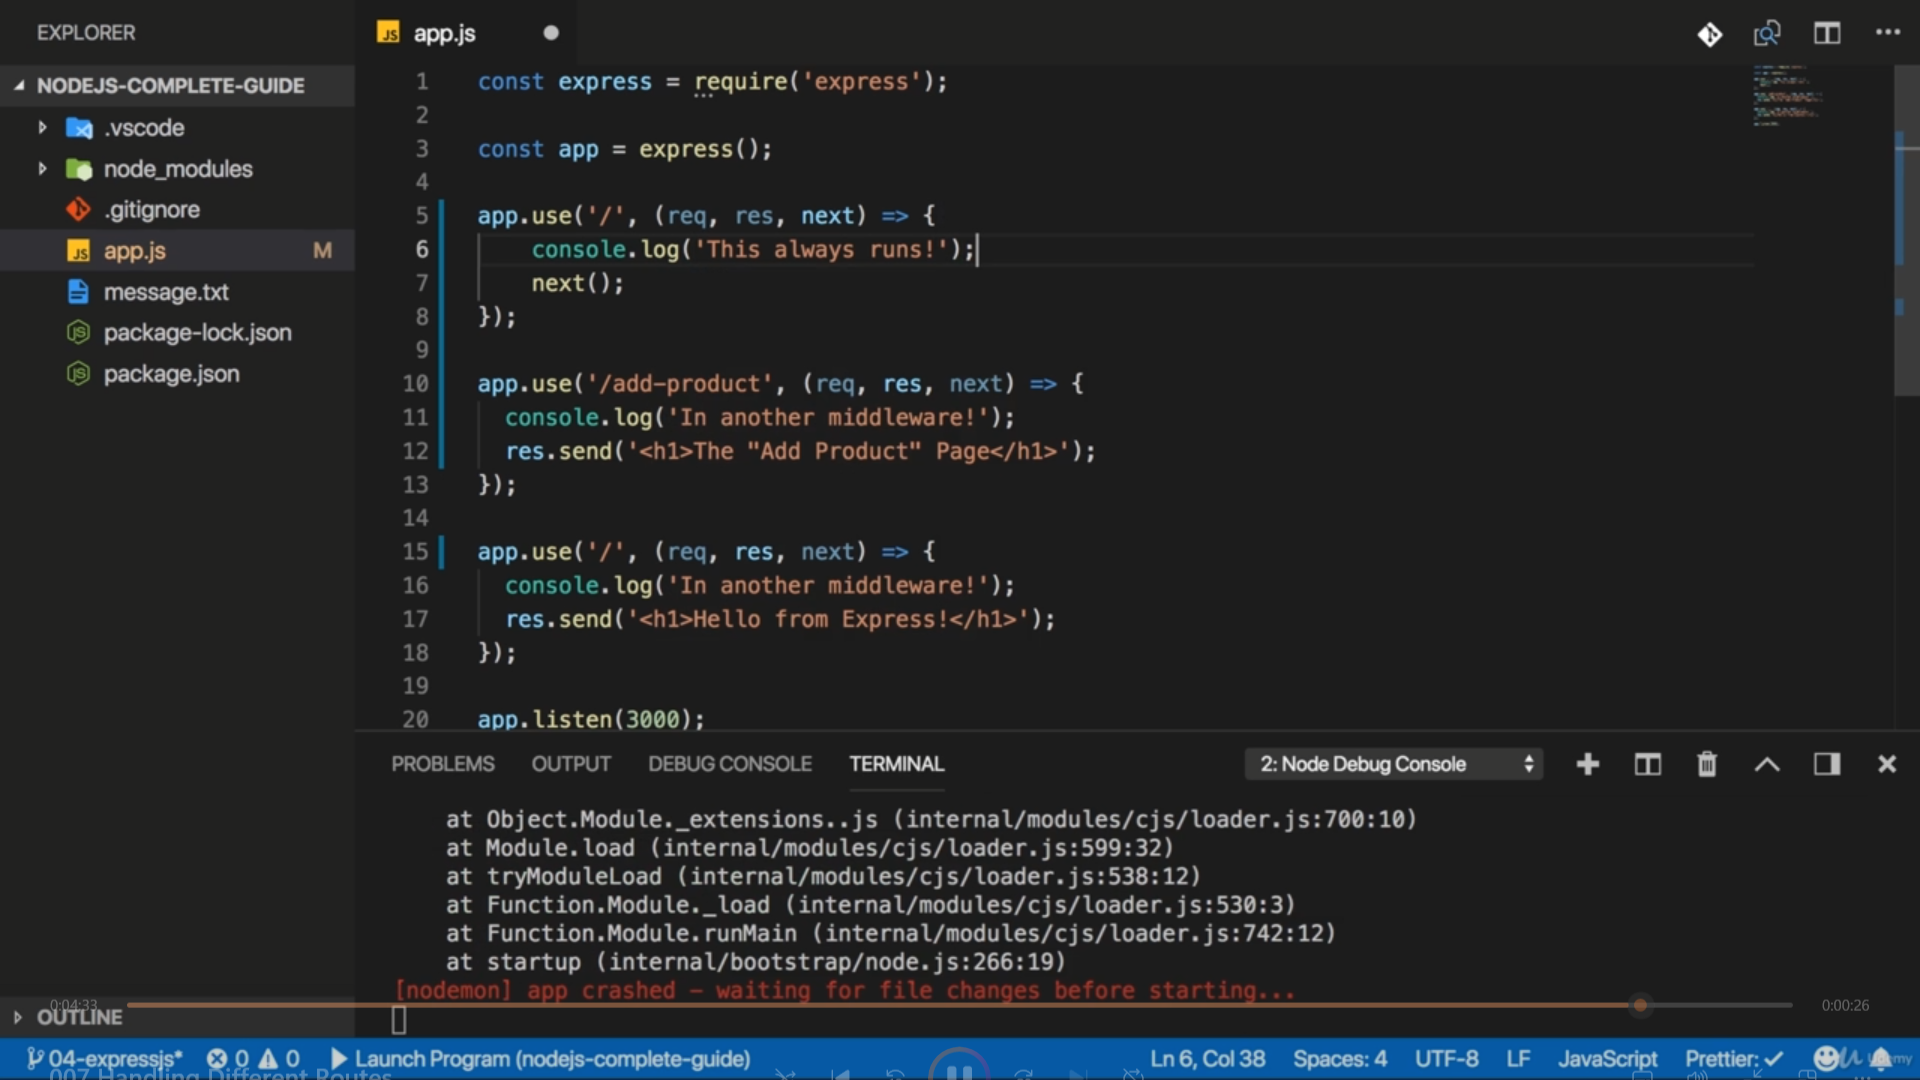 EXPLORER
NODEJS-COMPLETE-GUIDE
.vscode
node_modules
.gitignore
app.js M
message.txt
package-lock.json
package.json
OUTLINE
app.js
1 const express = require('express');
2
3 const app = express();
4
5 app.use('/', (req, res, next) => {
6 console.log('This always runs!');
7 next();
8 });
9
10 app.use('/add-product', (req, res, next) => {
11 console.log('In another middleware!');
12 res.send('<h1>The "Add Product" Page</h1>');
13 });
14
15 app.use('/', (req, res, next) => {
16 console.log('In another middleware!');
17 res.send('<h1>Hello from Express!</h1>');
18 });
19
20 app.listen(3000);
PROBLEMS OUTPUT DEBUG CONSOLE TERMINAL 2: Node Debug Console
at Object.Module._extensions..js (internal/modules/cjs/loader.js:700:10)
at Module.load (internal/modules/cjs/loader.js:599:32)
at tryModuleLoad (internal/modules/cjs/loader.js:538:12)
at Function.Module._load (internal/modules/cjs/loader.js:530:3)
at Function.Module.runMain (internal/modules/cjs/loader.js:742:12)
at startup (internal/bootstrap/node.js:266:19)
[nodemon] app crashed - waiting for file changes before starting...
0:04:33 0:00:26
04-expressjs* 0 0 Launch Program (nodejs-complete-guide) Ln 6, Col 38 Spaces: 4 UTF-8 LF JavaScript Prettier: ✓ Udemy
007 Handling Different Routes